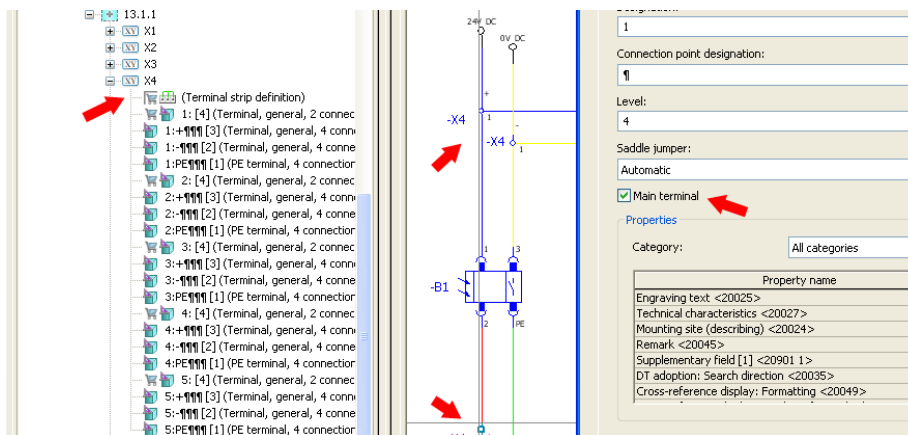 13.1.1
X1
X2
X3
X4
(Terminal strip definition)
1: [4] (Terminal, general, 2 connec
1:+¶¶¶ [3] (Terminal, general, 4 conn
1:-¶¶¶ [2] (Terminal, general, 4 conne
1:PE¶¶¶ [1] (PE terminal, 4 connection
2: [4] (Terminal, general, 2 connec
2:+¶¶¶ [3] (Terminal, general, 4 conn
2:-¶¶¶ [2] (Terminal, general, 4 conne
2:PE¶¶¶ [1] (PE terminal, 4 connection
3: [4] (Terminal, general, 2 connec
3:+¶¶¶ [3] (Terminal, general, 4 conn
3:-¶¶¶ [2] (Terminal, general, 4 conne
3:PE¶¶¶ [1] (PE terminal, 4 connection
4: [4] (Terminal, general, 2 connec
4:+¶¶¶ [3] (Terminal, general, 4 conn
4:-¶¶¶ [2] (Terminal, general, 4 conne
4:PE¶¶¶ [1] (PE terminal, 4 connection
5: [4] (Terminal, general, 2 connec
5:+¶¶¶ [3] (Terminal, general, 4 conn
5:-¶¶¶ [2] (Terminal, general, 4 conne
5:PE¶¶¶ [1] (PE terminal, 4 connection
24V DC
0V DC
+
-X4
1
-
-X4
1
1
3
-B1
2
PE
1
Connection point designation:
¶
Level:
4
Saddle jumper:
Automatic
Main terminal
Properties
Category:
All categories
Property name
Engraving text <20025>
Technical characteristics <20027>
Mounting site (describing) <20024>
Remark <20045>
Supplementary field [1] <20901 1>
DT adoption: Search direction <20035>
Cross-reference display: Formatting <20049>